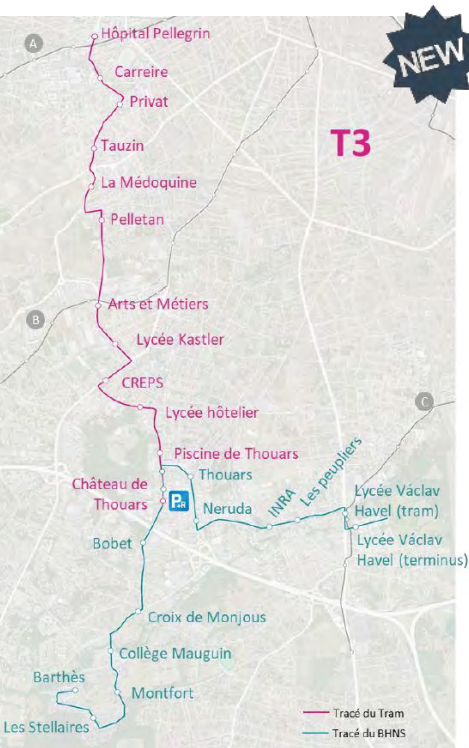 NEW
A
Hôpital Pellegrin
Carreire
Privat
T3
Tauzin
La Médoquine
Pelletan
Arts et Métiers
B
Lycée Kastler
CREPS
C
Lycée hôtelier
Piscine de Thouars
Thouars
Château de
Thouars
P+R
Neruda
INRA
Les peupliers
Lycée Václav
Havel (tram)
Lycée Václav
Havel (terminus)
Bobet
Croix de Monjous
Collège Mauguin
Barthès
Montfort
Les Stellaires
Tracé du Tram
Tracé du BHNS